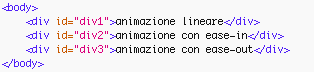 <body>
<div id="div1">animazione lineare</div>
<div id="div2">animazione con ease-in</div>
<div id="div3">animazione con ease-out</div>
</body>